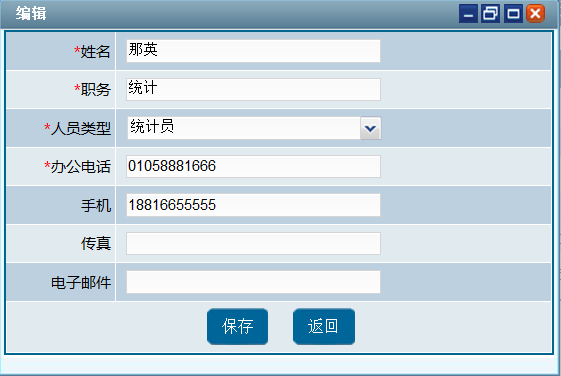 编辑
*姓名 那英
*职务 统计
*人员类型 统计员
*办公电话 01058881666
手机 18816655555
传真
电子邮件
保存 返回